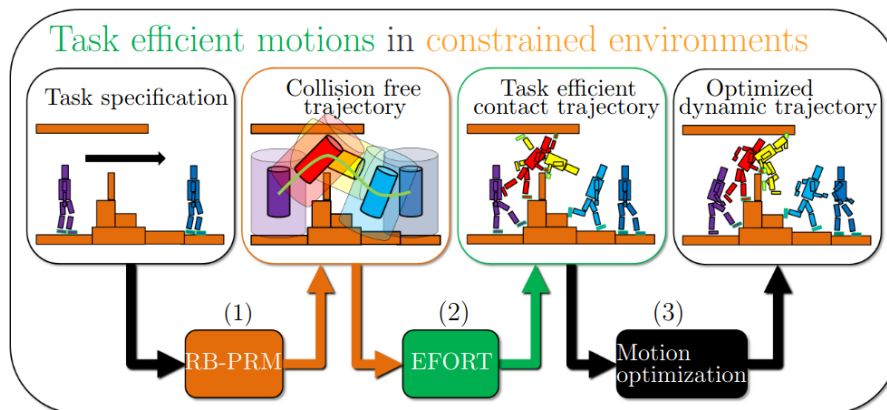 Task efficient motions in constrained environments
Task specification
Collision free
trajectory
Task efficient
contact trajectory
Optimized
dynamic trajectory
(1)
(2)
(3)
RB-PRM
EFORT
Motion
optimization